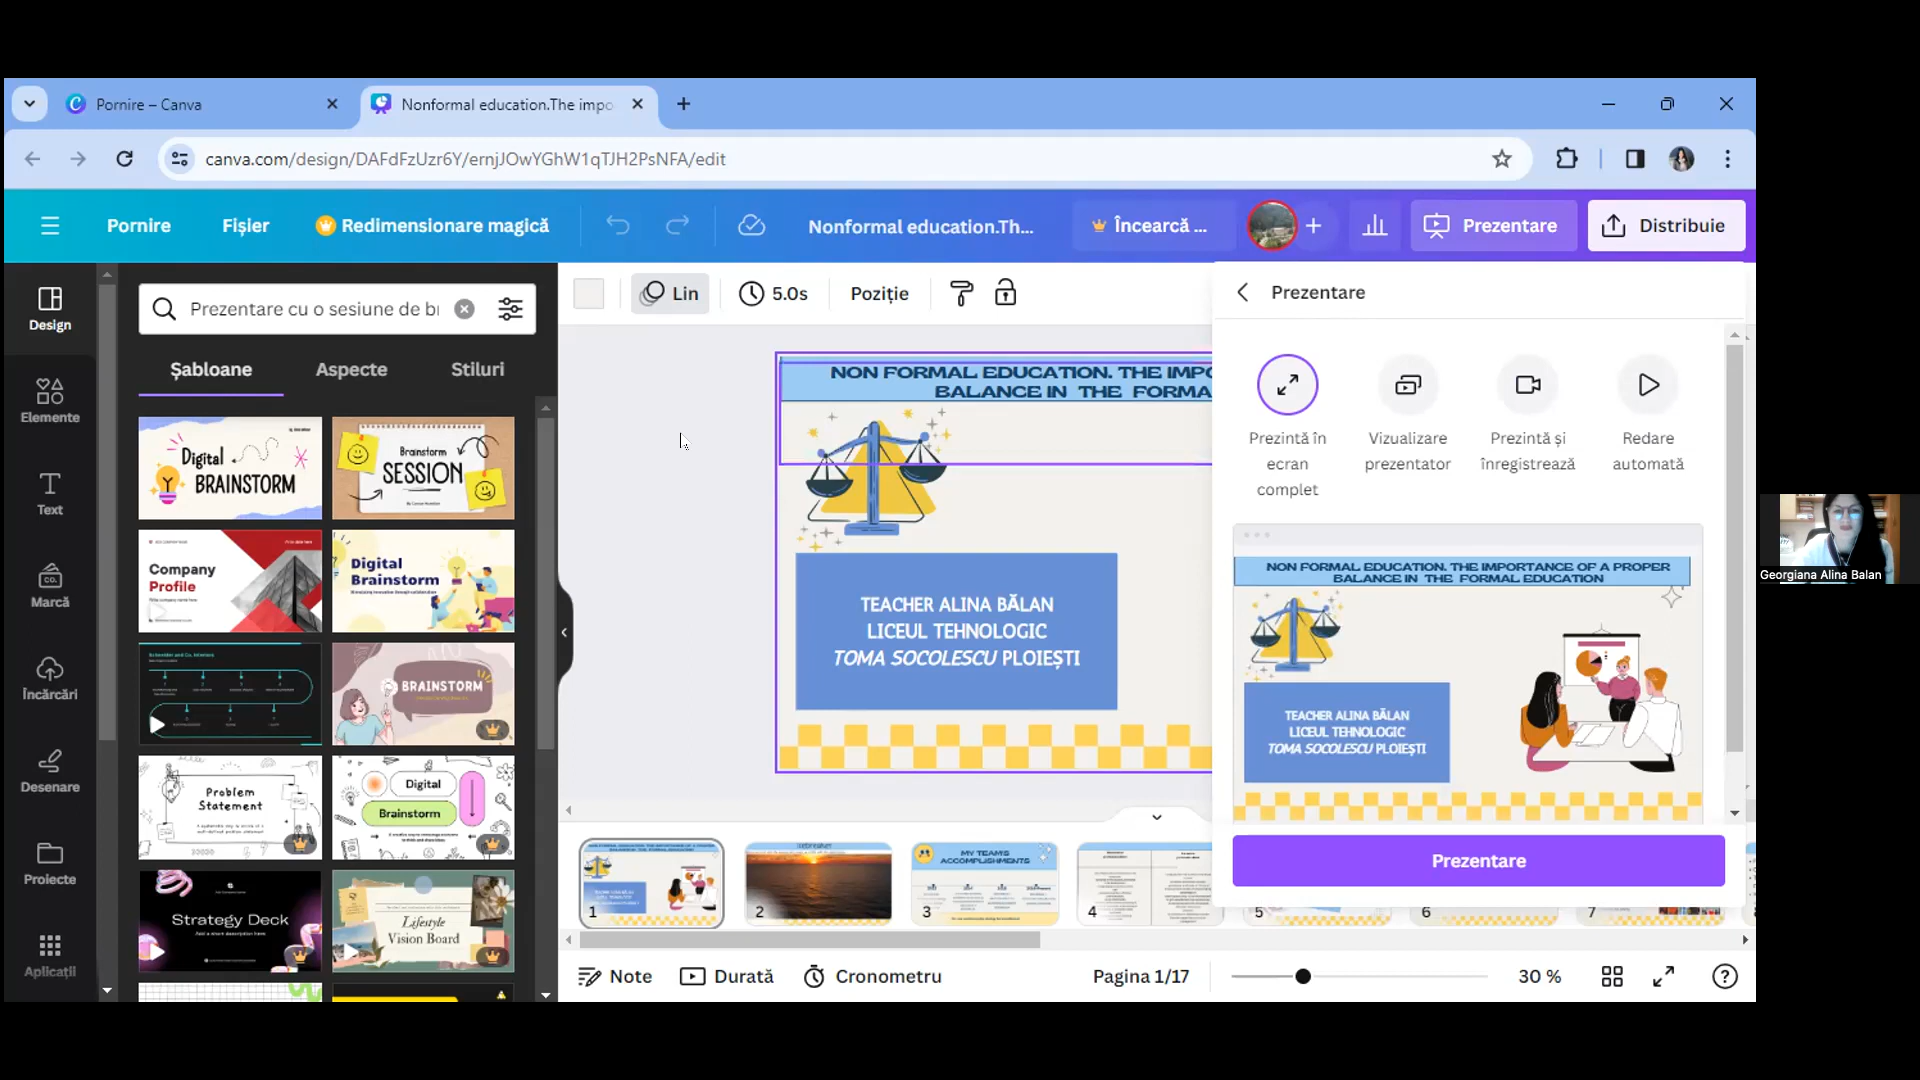 Pornire – Canva
Nonformal education.The impo
canva.com/design/DAFdFzUzr6Y/ernjJOwYGhW1qTJH2PsNFA/edit
Pornire
Fișier
Redimensionare magică
Nonformal education.Th...
Încearcă ...
Prezentare
Distribuie
Design
Elemente
Text
Marcă
Încărcări
Desenare
Proiecte
Aplicații
Prezentare cu o sesiune de br
Șabloane
Aspecte
Stiluri
Digital
BRAINSTORM
Brainstorm
SESSION
Company
Profile
Digital
Brainstorm
BRAINSTORM
Problem
Statement
Digital
Brainstorm
Strategy Deck
Lifestyle
Vision Board
Lin
5.0s
Poziție
NON FORMAL EDUCATION. THE IMPO
BALANCE IN THE FORMA
TEACHER ALINA BĂLAN
LICEUL TEHNOLOGIC
TOMA SOCOLESCU PLOIEȘTI
Prezentare
Prezintă în
ecran
complet
Vizualizare
prezentator
Prezintă și
înregistrează
Redare
automată
NON FORMAL EDUCATION. THE IMPORTANCE OF A PROPER
BALANCE IN THE FORMAL EDUCATION
TEACHER ALINA BĂLAN
LICEUL TEHNOLOGIC
TOMA SOCOLESCU PLOIEȘTI
Prezentare
1
2
Icebreaker
3
MY TEAM'S
ACCOMPLISHMENTS
4
5
6
7
Note
Durată
Cronometru
Pagina 1/17
30 %
Georgiana Alina Balan